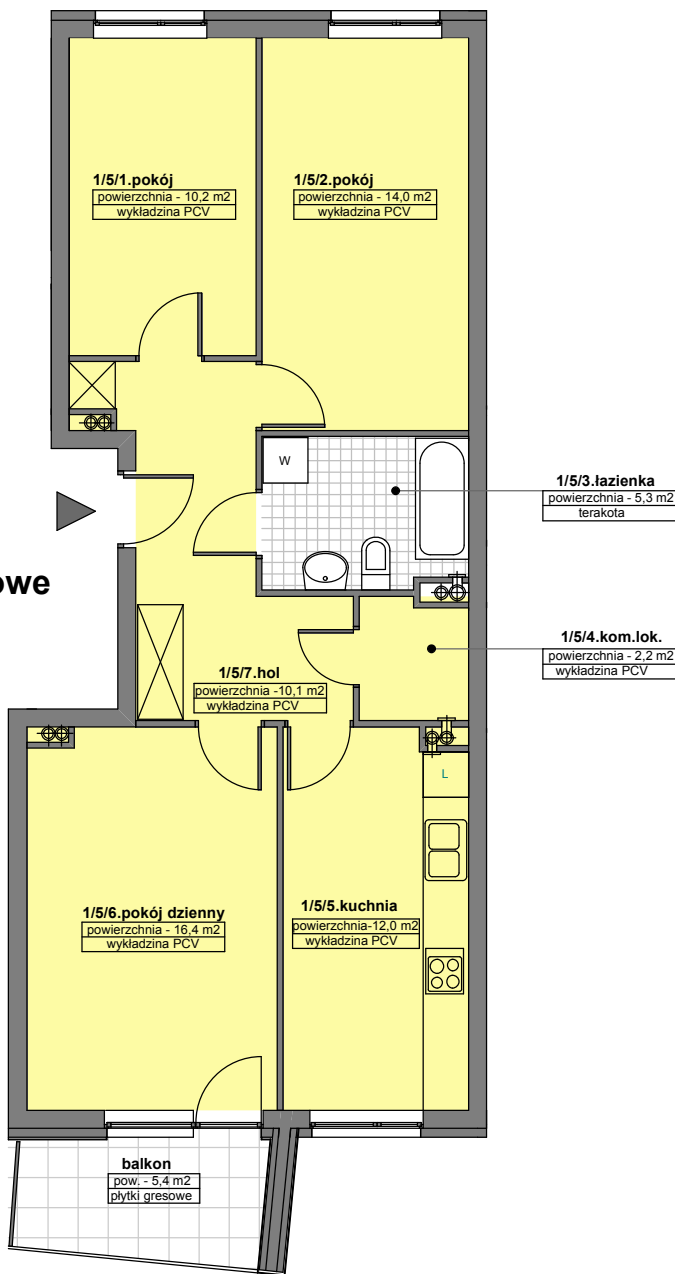 1/5/1.pokój
powierzchnia - 10,2 m2
wykładzina PCV
1/5/2.pokój
powierzchnia - 14,0 m2
wykładzina PCV
W
1/5/3.łazienka
powierzchnia - 5,3 m2
terakota
owe
1/5/4.kom.lok.
powierzchnia - 2,2 m2
wykładzina PCV
1/5/7.hol
powierzchnia -10,1 m2
wykładzina PCV
L
1/5/6.pokój dzienny
powierzchnia - 16,4 m2
wykładzina PCV
1/5/5.kuchnia
powierzchnia-12,0 m2
wykładzina PCV
balkon
pow. - 5,4 m2
płytki gresowe